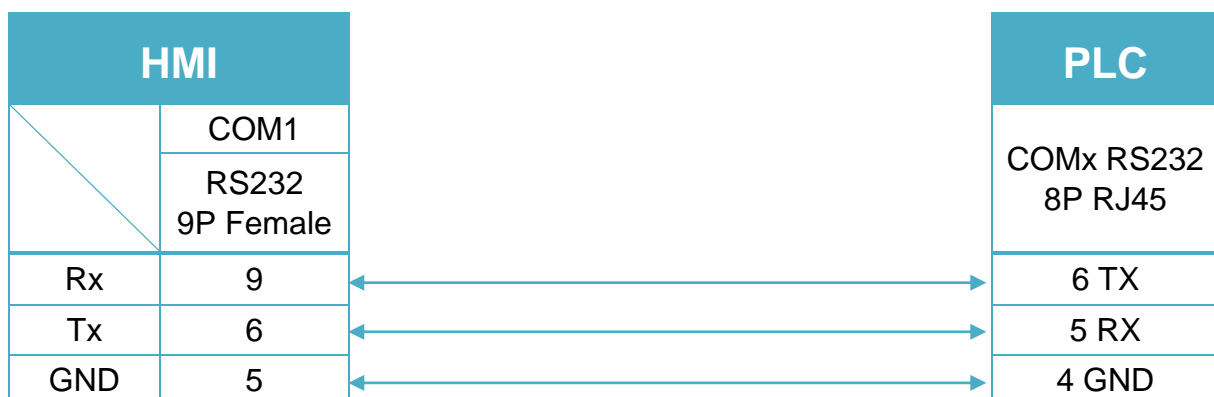 HMI
PLC
COM1
RS232
9P Female
COMx RS232
8P RJ45
Rx 9 6 TX
Tx 6 5 RX
GND 5 4 GND